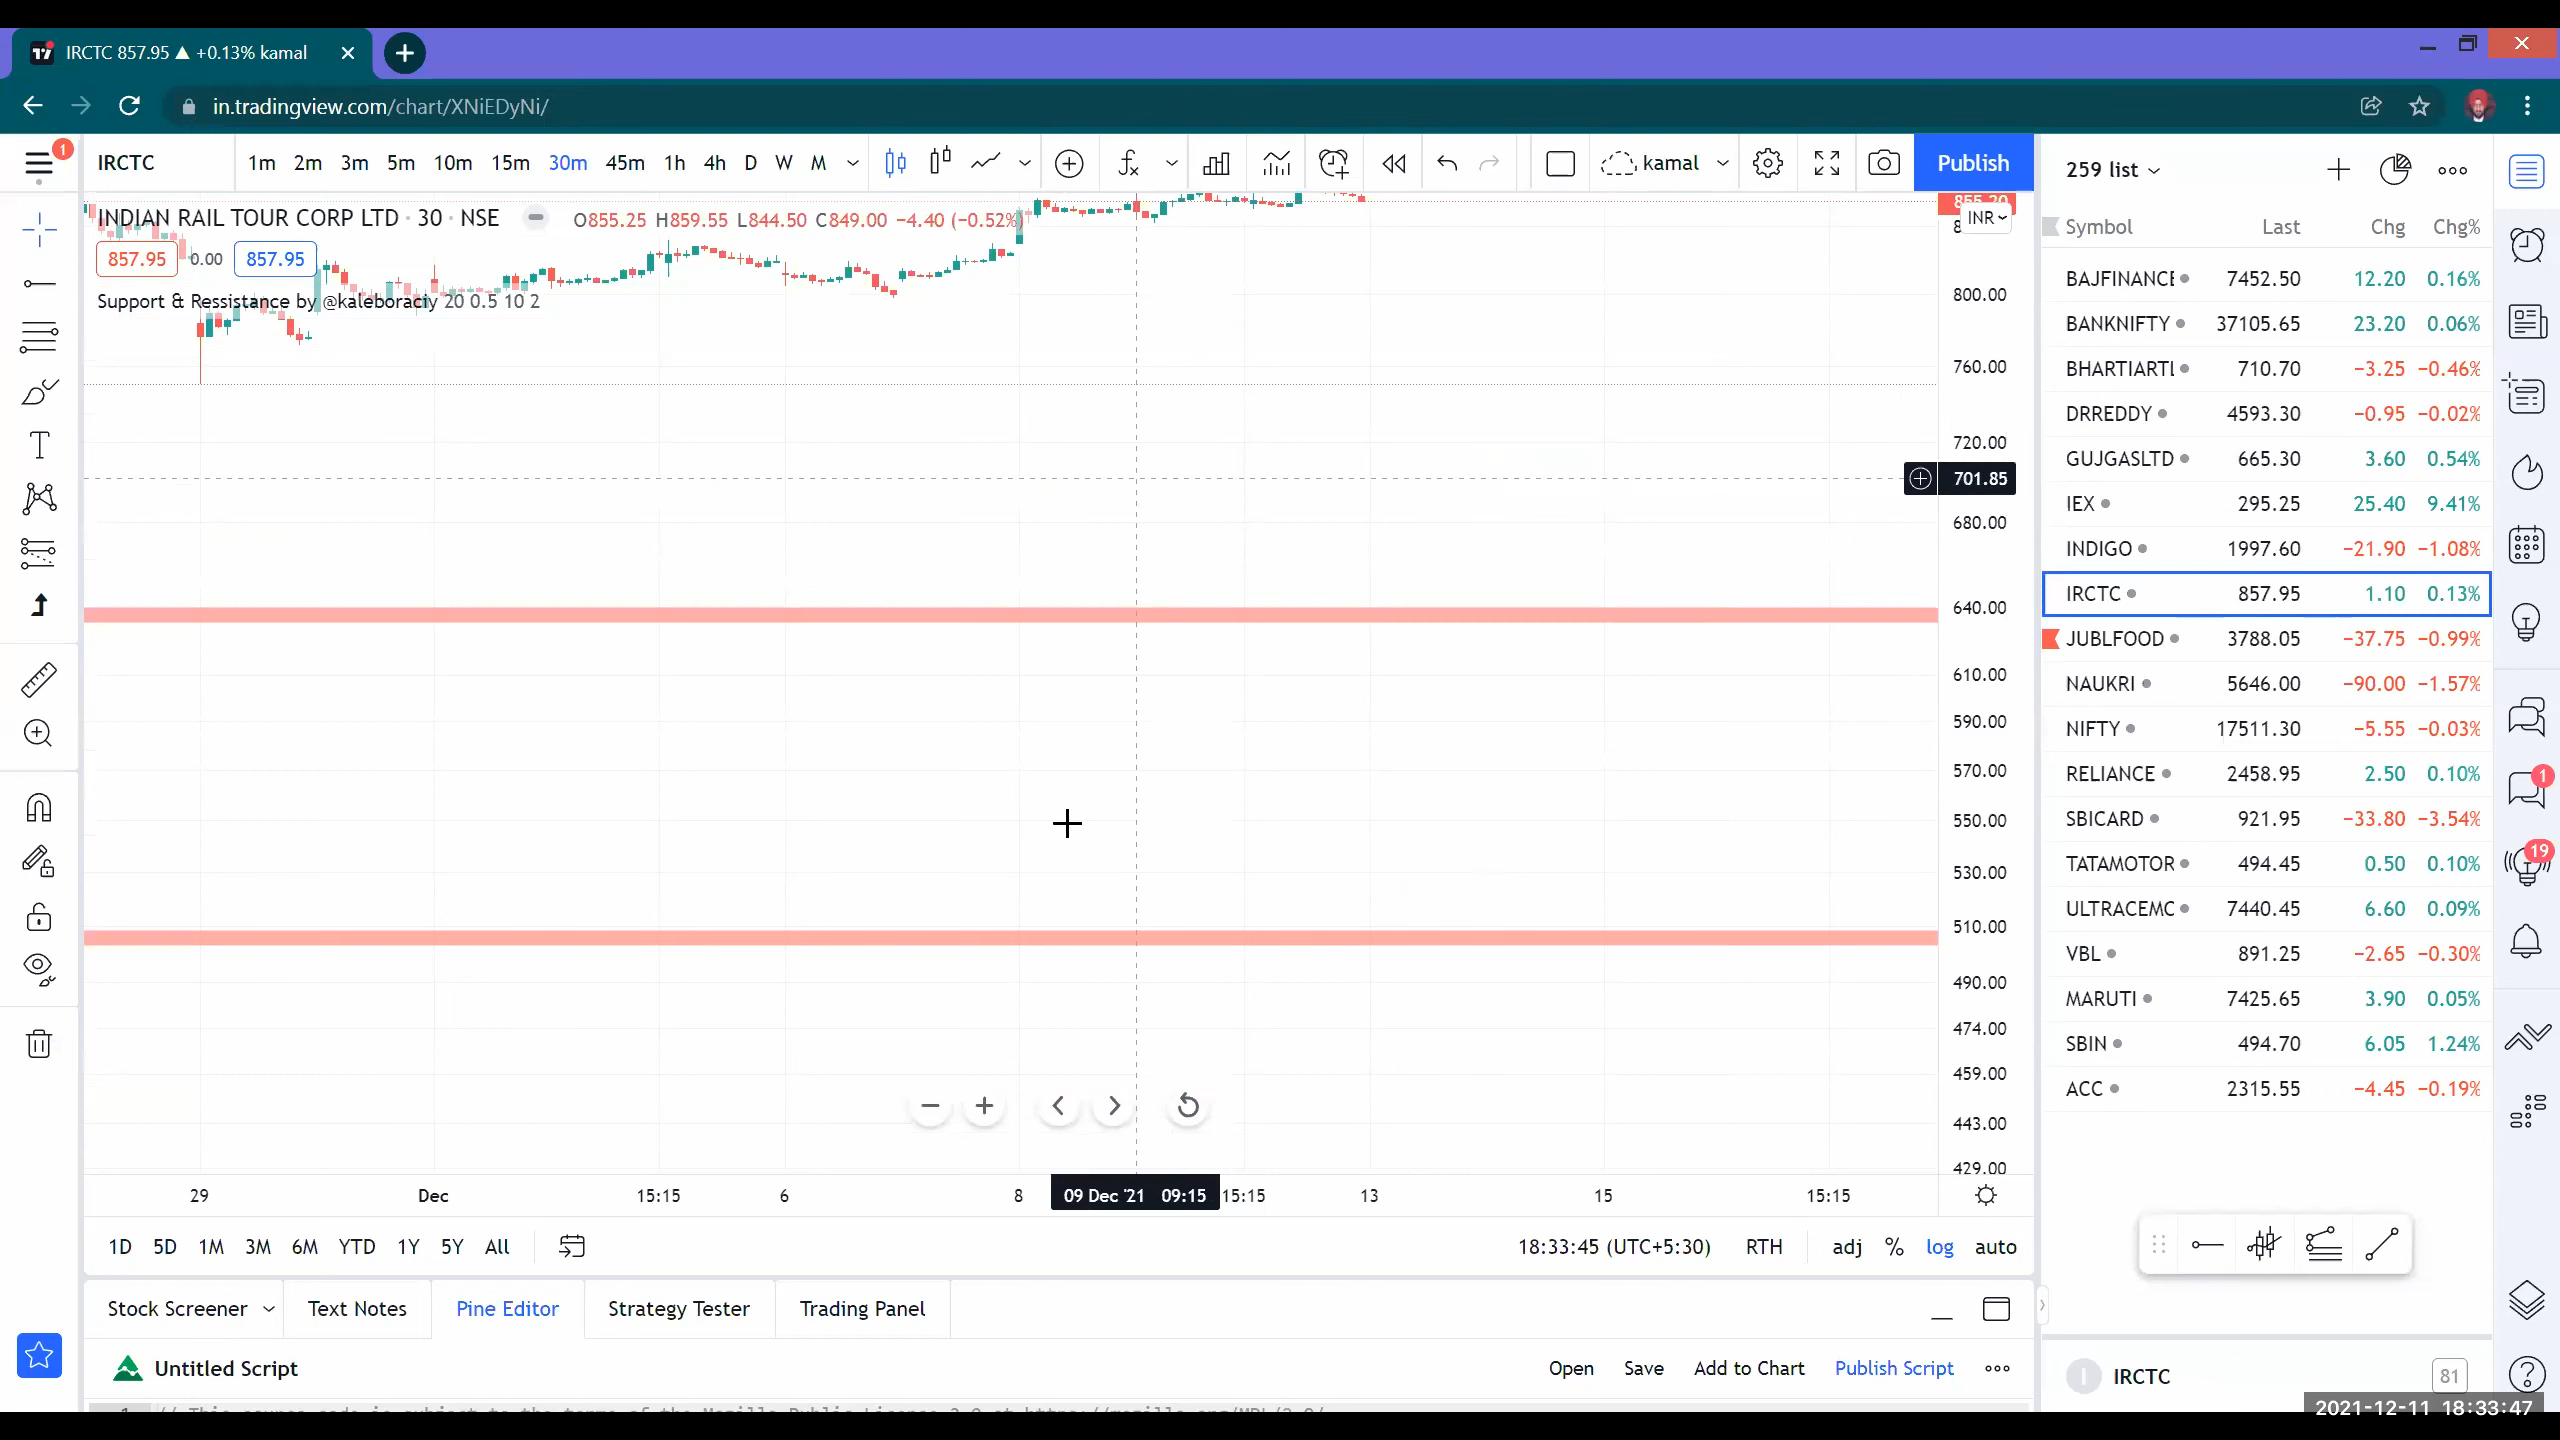 IRCTC 857.95 ▲ +0.13% kamal
in.tradingview.com/chart/XNiEDyNi/
1
IRCTC 1m 2m 3m 5m 10m 15m 30m 45m 1h 4h D W M kamal Publish
259 list
INDIAN RAIL TOUR CORP LTD · 30 · NSE O855.25 H859.55 L844.50 C849.00 −4.40 (−0.52%)
857.95 0.00 857.95
Support & Ressistance by @kaleboraciy 20 0.5 10 2
855.20
INR
800.00
760.00
720.00
701.85
680.00
640.00
610.00
590.00
570.00
550.00
530.00
510.00
490.00
474.00
459.00
443.00
429.00
29 Dec 15:15 6 8 09 Dec '21 09:15 15:15 13 15 15:15
1D 5D 1M 3M 6M YTD 1Y 5Y All 18:33:45 (UTC+5:30) RTH adj % log auto
Stock Screener Text Notes Pine Editor Strategy Tester Trading Panel
Untitled Script Open Save Add to Chart Publish Script
Symbol Last Chg Chg%
BAJFINANCE 7452.50 12.20 0.16%
BANKNIFTY 37105.65 23.20 0.06%
BHARTIARTL 710.70 −3.25 −0.46%
DRREDDY 4593.30 −0.95 −0.02%
GUJGASLTD 665.30 3.60 0.54%
IEX 295.25 25.40 9.41%
INDIGO 1997.60 −21.90 −1.08%
IRCTC 857.95 1.10 0.13%
JUBLFOOD 3788.05 −37.75 −0.99%
NAUKRI 5646.00 −90.00 −1.57%
NIFTY 17511.30 −5.55 −0.03%
RELIANCE 2458.95 2.50 0.10%
SBICARD 921.95 −33.80 −3.54%
TATAMOTOR 494.45 0.50 0.10%
ULTRACEMC 7440.45 6.60 0.09%
VBL 891.25 −2.65 −0.30%
MARUTI 7425.65 3.90 0.05%
SBIN 494.70 6.05 1.24%
ACC 2315.55 −4.45 −0.19%
1
19
IRCTC 81
2021-12-11 18:33:47